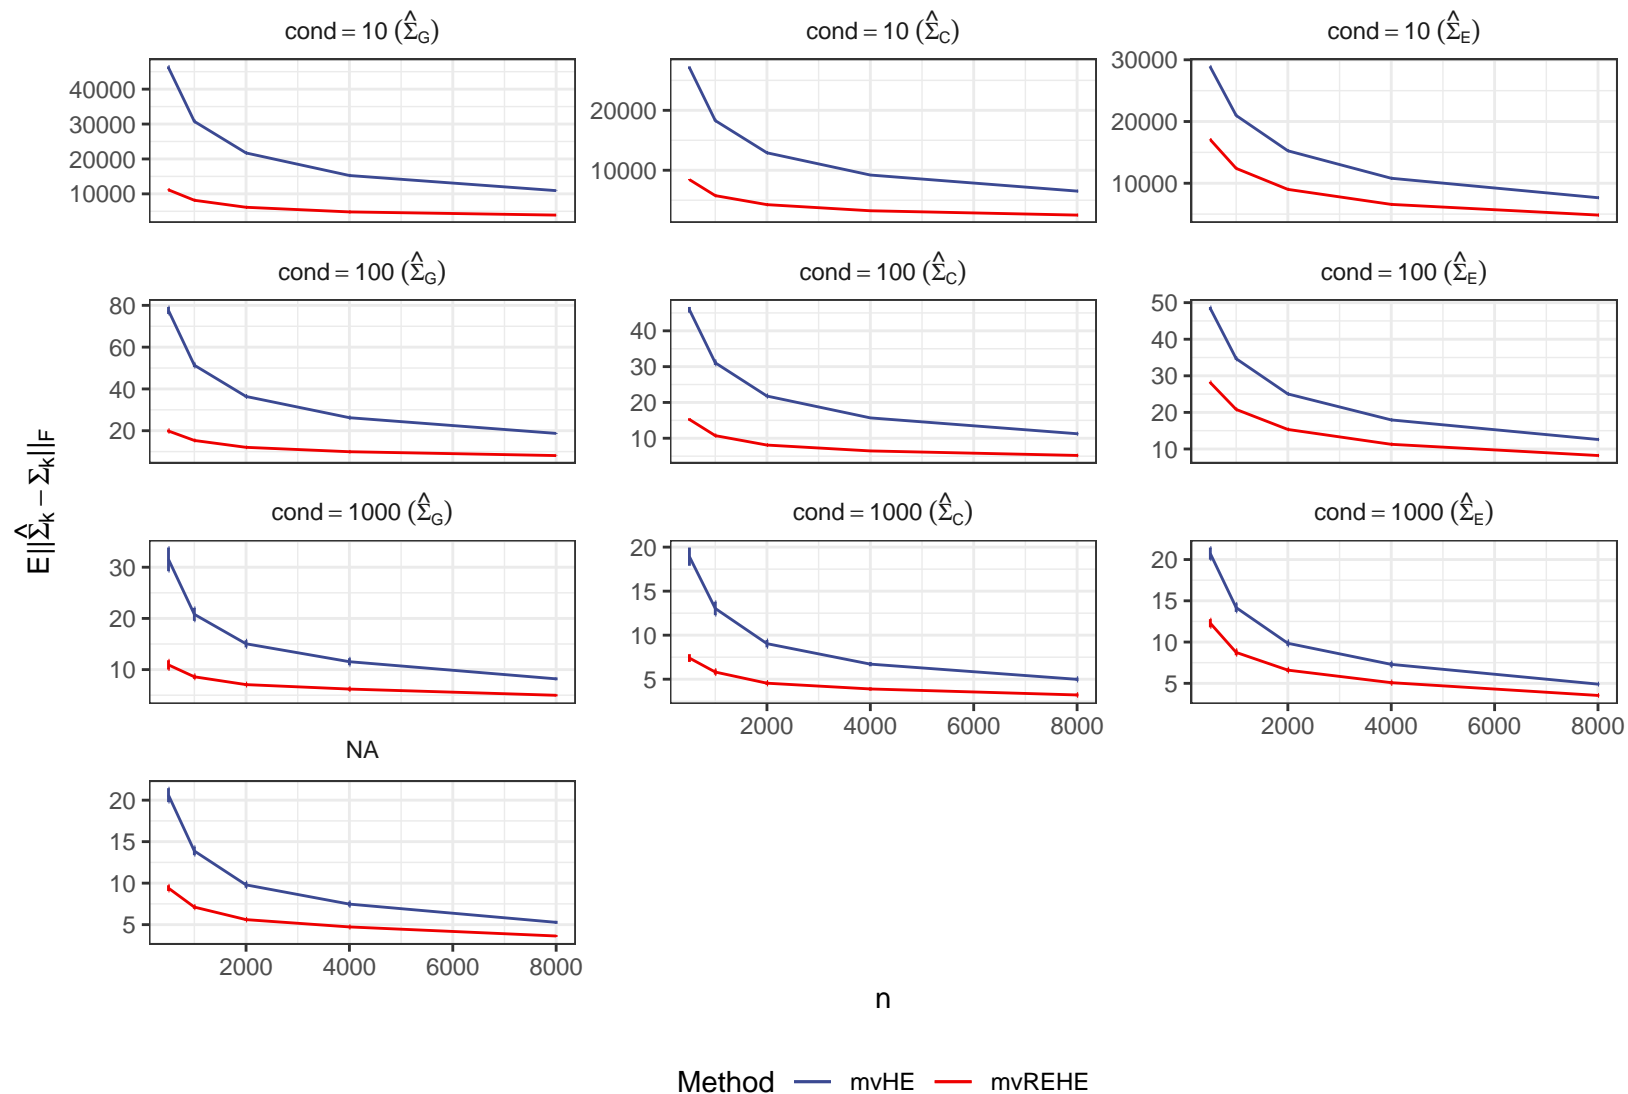 cond = 10 (Σ̂G)
cond = 10 (Σ̂C)
cond = 10 (Σ̂E)
40000
30000
20000
10000
20000
10000
30000
20000
10000
cond = 100 (Σ̂G)
cond = 100 (Σ̂C)
cond = 100 (Σ̂E)
80
60
40
20
40
30
20
10
50
40
30
20
10
E||Σ̂k − Σk||F
cond = 1000 (Σ̂G)
cond = 1000 (Σ̂C)
cond = 1000 (Σ̂E)
30
20
10
20
15
10
5
20
15
10
5
2000 4000 6000 8000
2000 4000 6000 8000
NA
20
15
10
5
2000 4000 6000 8000
n
Method mvHE mvREHE